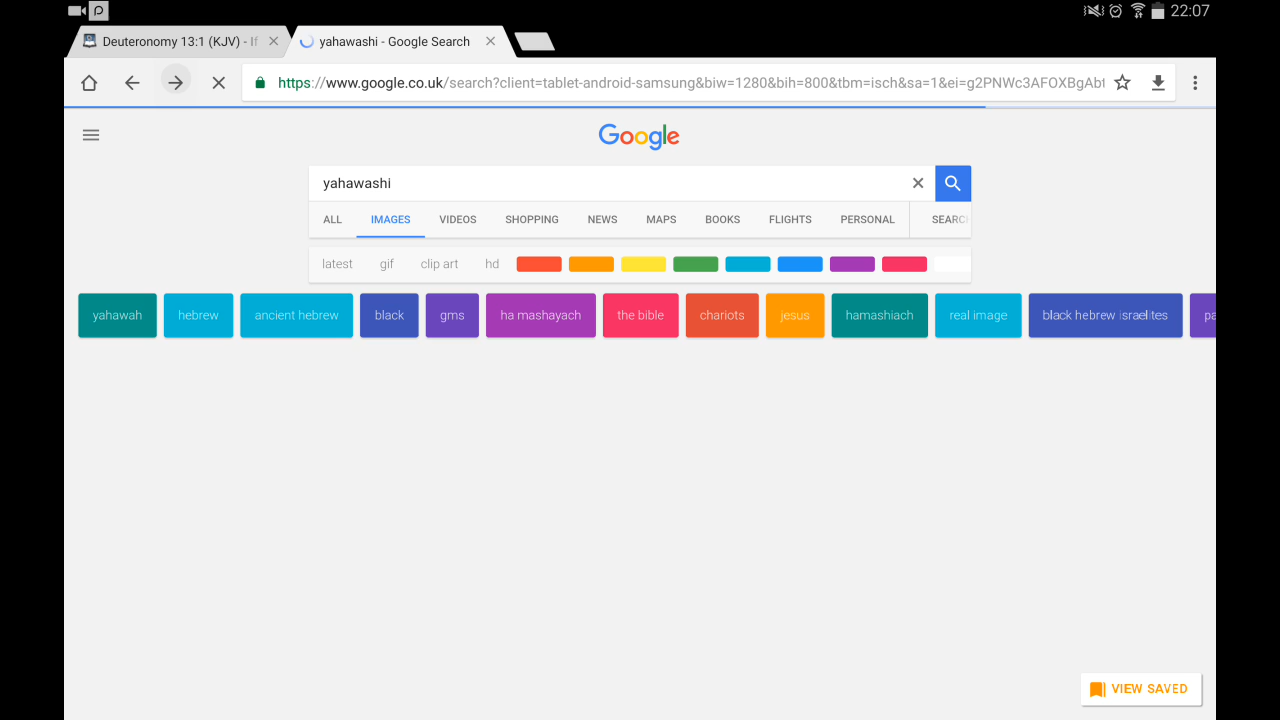 22:07
Deuteronomy 13:1 (KJV) - If
yahawashi - Google Search
https://www.google.co.uk/search?client=tablet-android-samsung&biw=1280&bih=800&tbm=isch&sa=1&ei=g2PNWc3AFOXBgAbt
Google
yahawashi
ALL IMAGES VIDEOS SHOPPING NEWS MAPS BOOKS FLIGHTS PERSONAL SEARCH
latest gif clip art hd
yahawah hebrew ancient hebrew black gms ha mashayach the bible chariots jesus hamashiach real image black hebrew israelites pa
VIEW SAVED